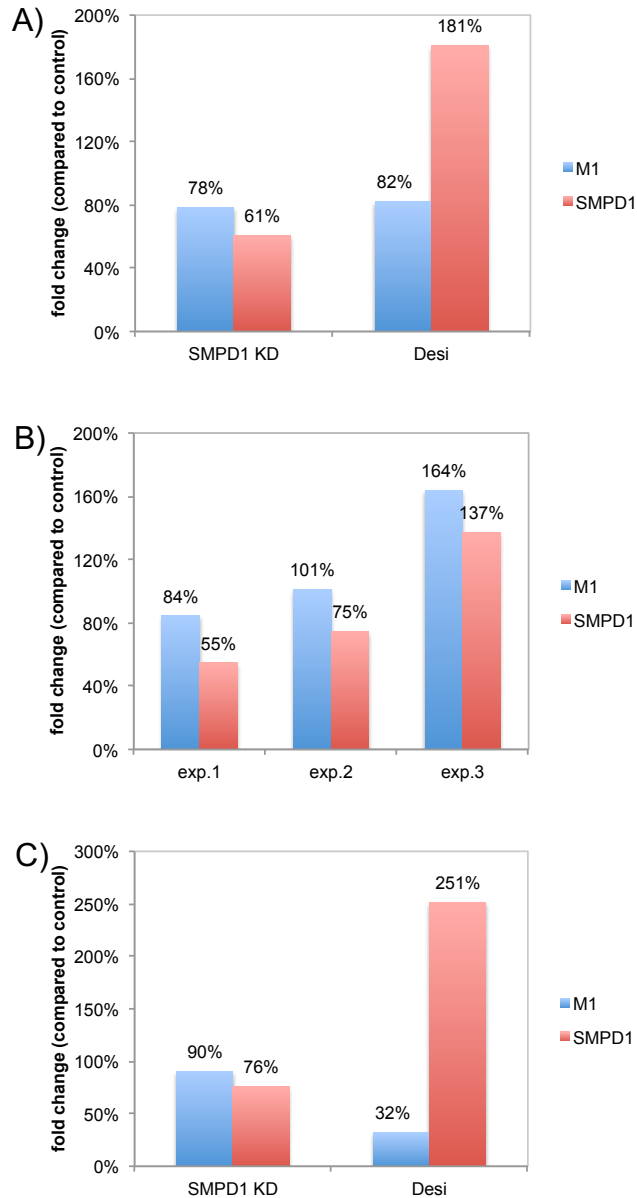 A)
fold change (compared to control)
200%
160%
120%
80%
40%
0%
78%
61%
82%
181%
SMPD1 KD
Desi
M1
SMPD1
B)
fold change (compared to control)
200%
160%
120%
80%
40%
0%
84%
55%
101%
75%
164%
137%
exp.1
exp.2
exp.3
M1
SMPD1
C)
fold change (compared to control)
300%
250%
200%
150%
100%
50%
0%
90%
76%
32%
251%
SMPD1 KD
Desi
M1
SMPD1